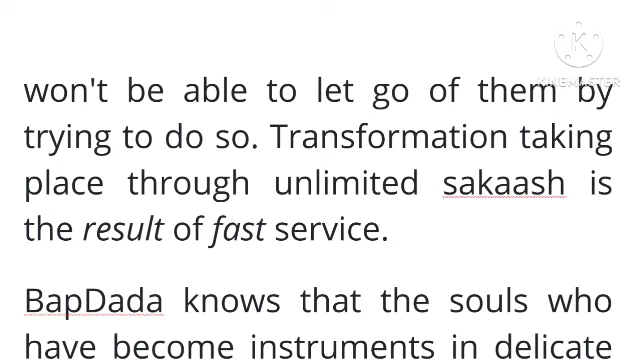 KINEMASTER
won't be able to let go of them by
trying to do so. Transformation taking
place through unlimited sakaash is
the result of fast service.
BapDada knows that the souls who
have become instruments in delicate